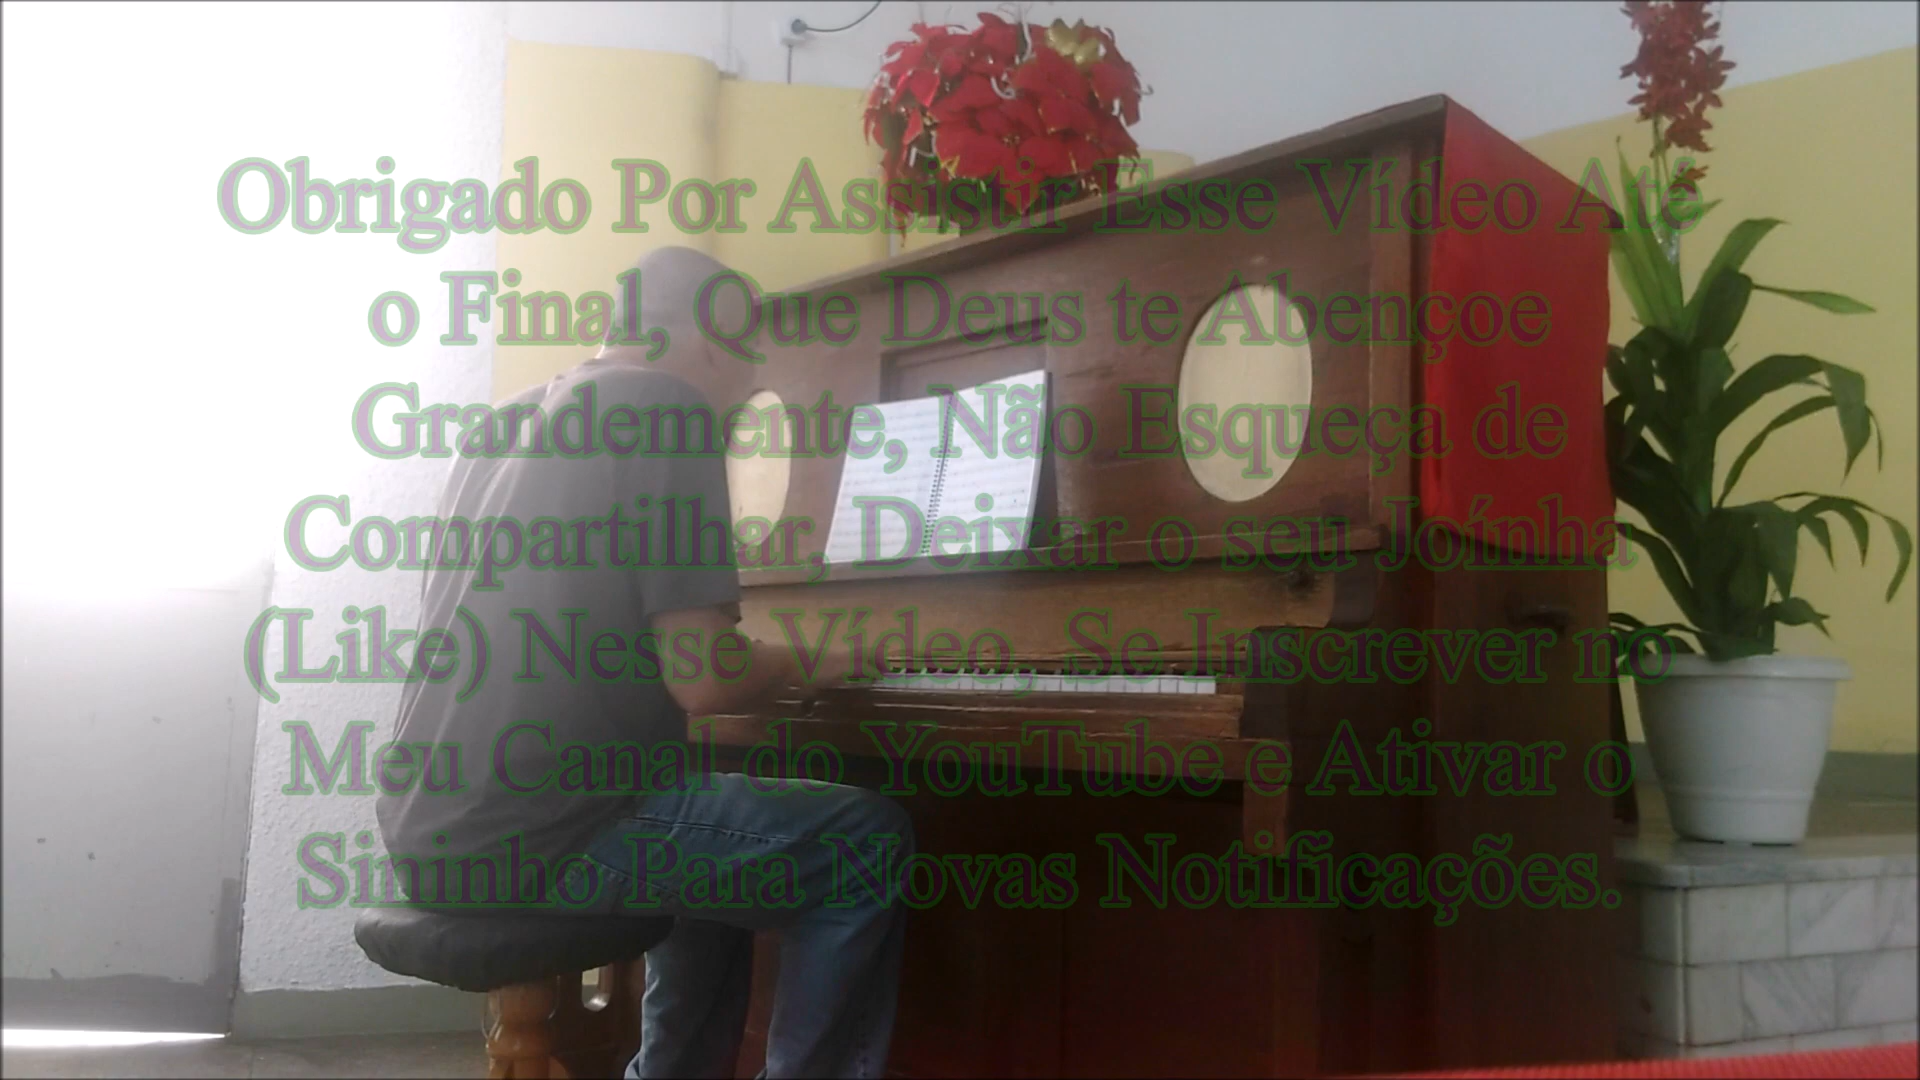 Obrigado Por Assistir Esse Vídeo Até
o Final, Que Deus te Abençoe
Grandemente, Não Esqueça de
Compartilhar, Deixar o seu Joínha
(Like) Nesse Vídeo, Se Inscrever no
Meu Canal do YouTube e Ativar o
Sininho Para Novas Notificações.